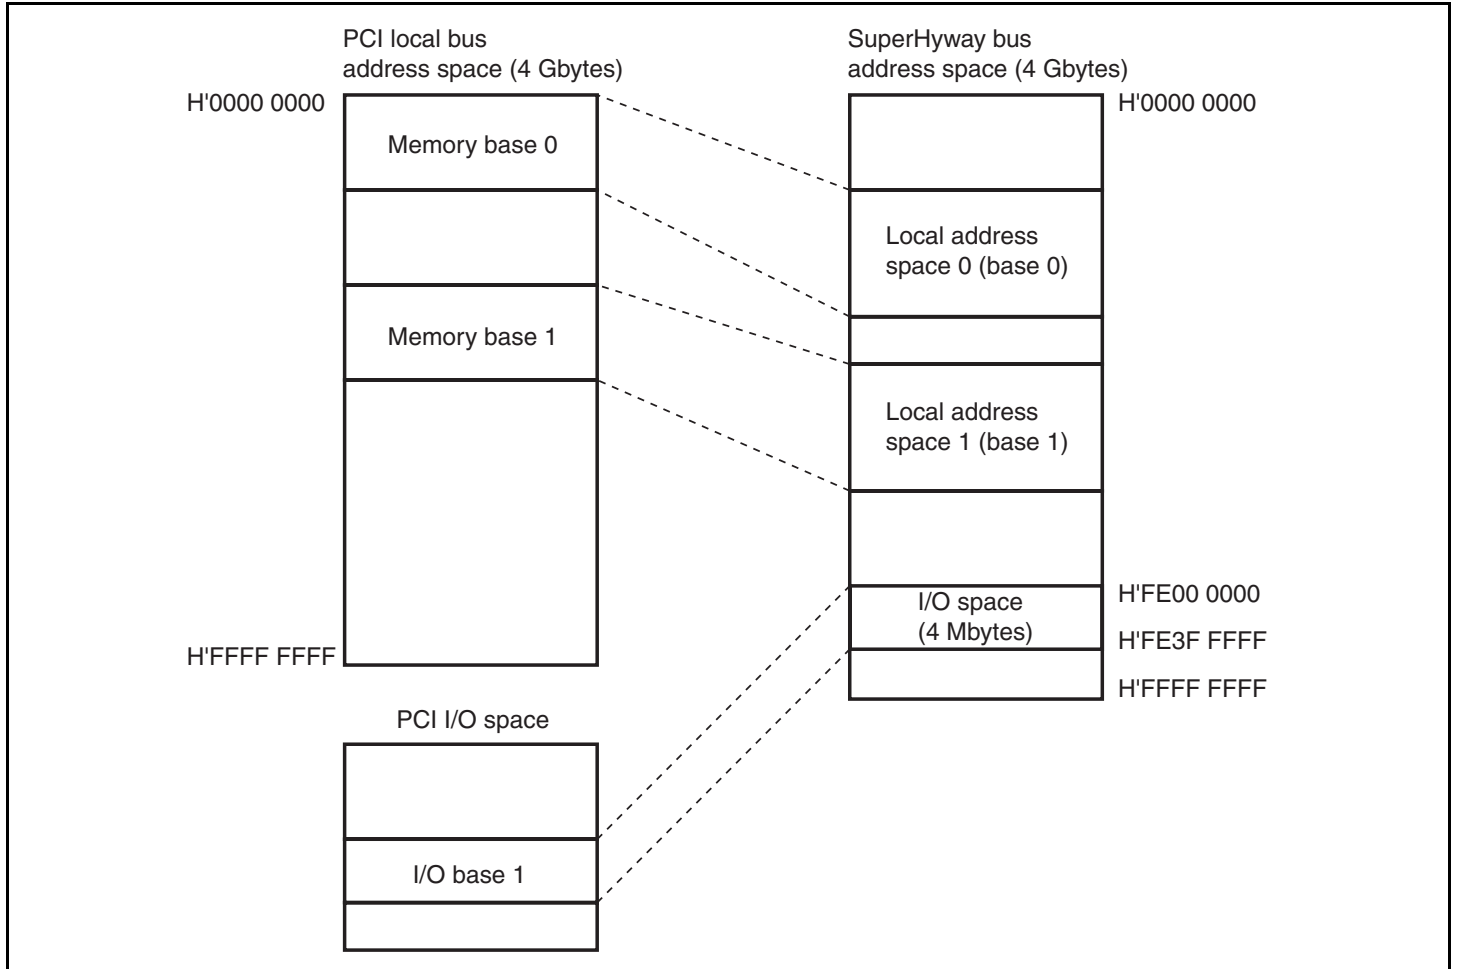 PCI local bus
address space (4 Gbytes)
SuperHyway bus
address space (4 Gbytes)
H'0000 0000
H'0000 0000
Memory base 0
Local address
space 0 (base 0)
Memory base 1
Local address
space 1 (base 1)
I/O space
(4 Mbytes)
H'FE00 0000
H'FE3F FFFF
H'FFFF FFFF
H'FFFF FFFF
PCI I/O space
I/O base 1